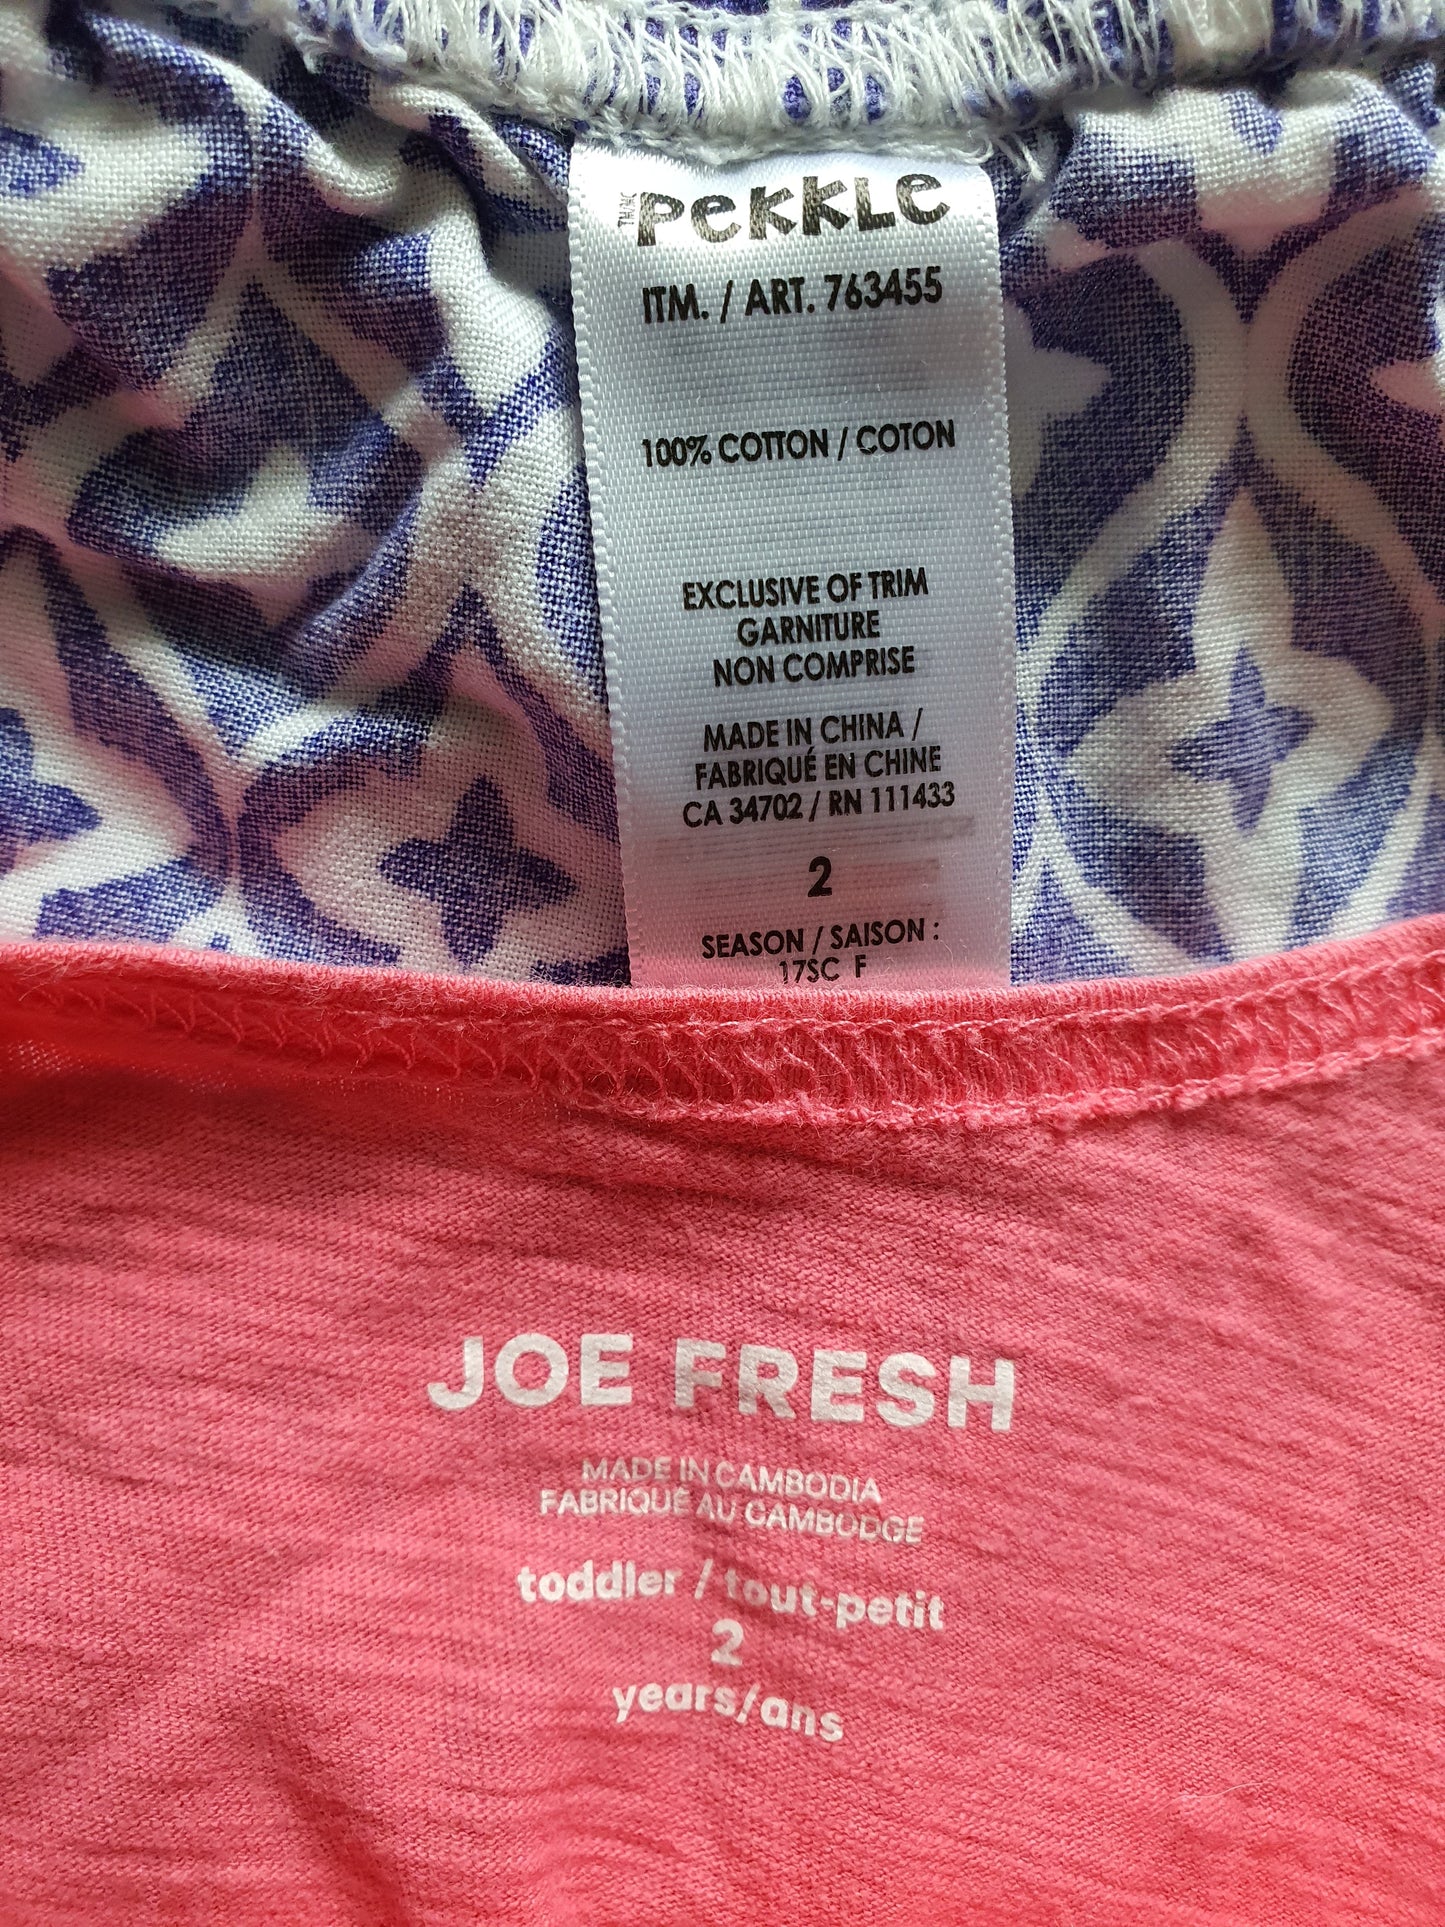 THINK PEKKLE
ITM. / ART. 763455
100% COTTON / COTON
EXCLUSIVE OF TRIM
GARNITURE
NON COMPRISE
MADE IN CHINA /
FABRIQUÉ EN CHINE
CA 34702 / RN 111433
2
SEASON / SAISON :
17SC F
JOE FRESH
MADE IN CAMBODIA
FABRIQUÉ AU CAMBODGE
toddler / tout-petit
2
years/ans